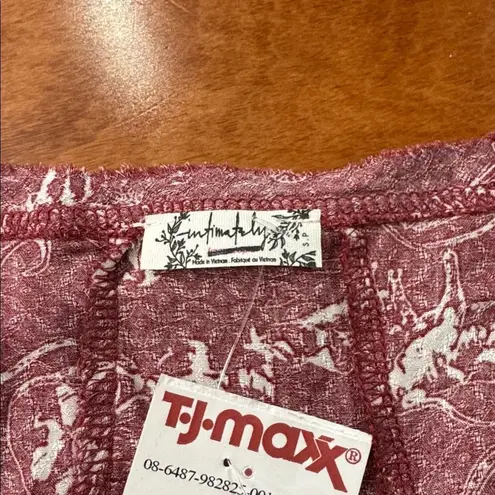 intimately
S P S
Made in Vietnam . Fabriqué au Vietnam
T·J·maxx®